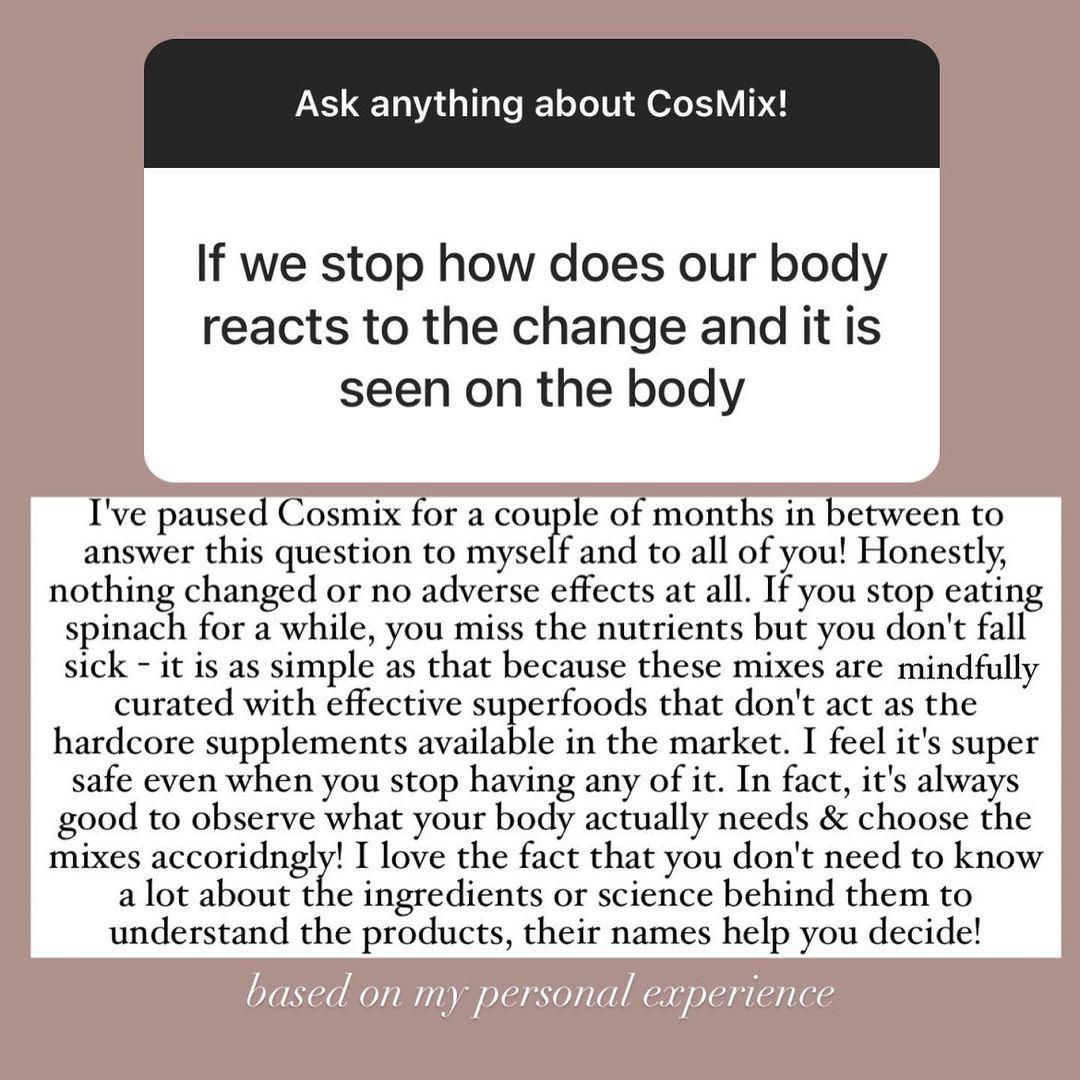 Ask anything about CosMix!
If we stop how does our body
reacts to the change and it is
seen on the body
I've paused Cosmix for a couple of months in between to
answer this question to myself and to all of you! Honestly,
nothing changed or no adverse effects at all. If you stop eating
spinach for a while, you miss the nutrients but you don't fall
sick - it is as simple as that because these mixes are mindfully
curated with effective superfoods that don't act as the
hardcore supplements available in the market. I feel it's super
safe even when you stop having any of it. In fact, it's always
good to observe what your body actually needs & choose the
mixes accoridngly! I love the fact that you don't need to know
a lot about the ingredients or science behind them to
understand the products, their names help you decide!
based on my personal experience